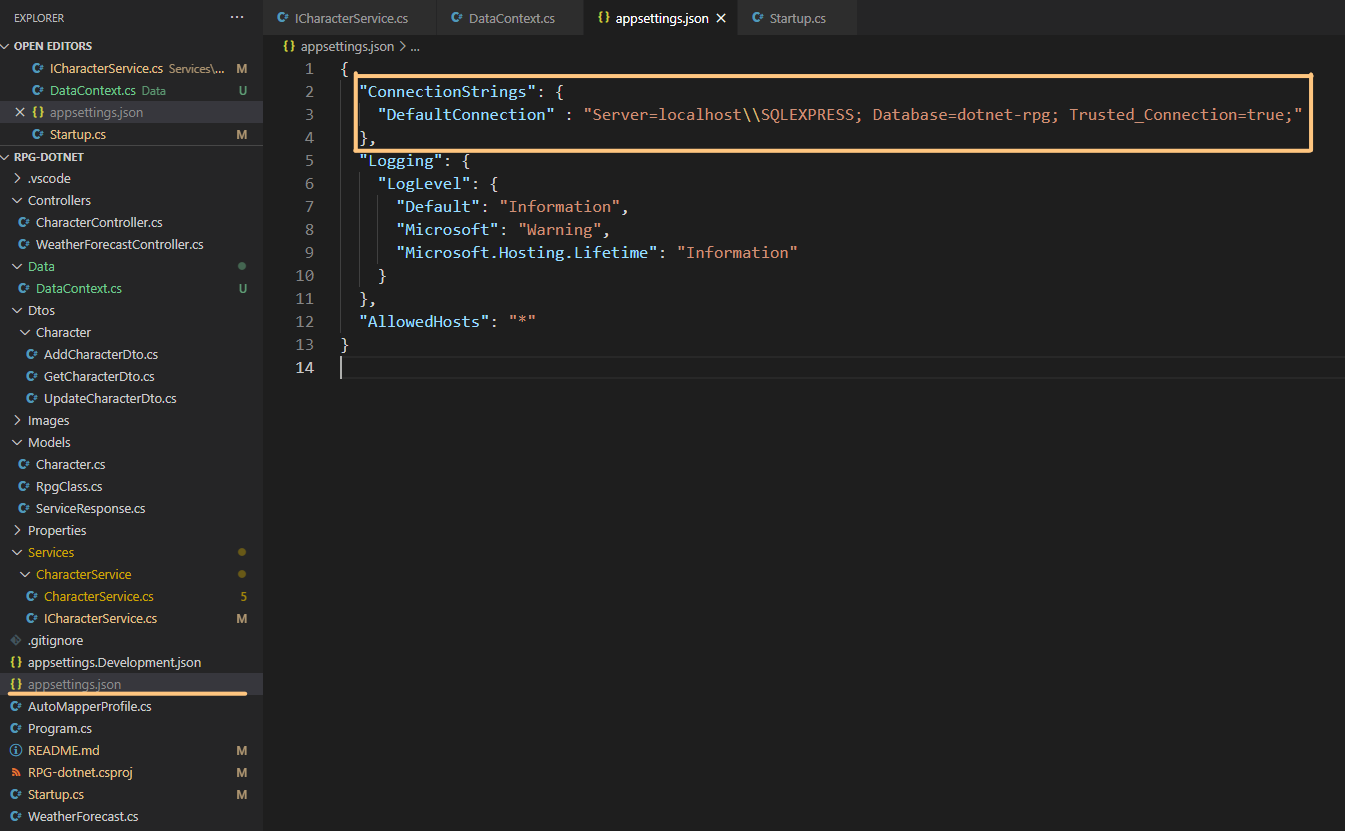 EXPLORER ...
OPEN EDITORS
ICharacterService.cs Services\... M
DataContext.cs Data U
{} appsettings.json
Startup.cs M
RPG-DOTNET
.vscode
Controllers
CharacterController.cs
WeatherForecastController.cs
Data
DataContext.cs U
Dtos
Character
AddCharacterDto.cs
GetCharacterDto.cs
UpdateCharacterDto.cs
Images
Models
Character.cs
RpgClass.cs
ServiceResponse.cs
Properties
Services
CharacterService
CharacterService.cs 5
ICharacterService.cs M
.gitignore
{} appsettings.Development.json
{} appsettings.json
AutoMapperProfile.cs
Program.cs
README.md M
RPG-dotnet.csproj M
Startup.cs M
WeatherForecast.cs
ICharacterService.cs DataContext.cs {} appsettings.json Startup.cs
{} appsettings.json > ...
1 {
2 "ConnectionStrings": {
3 "DefaultConnection" : "Server=localhost\\SQLEXPRESS; Database=dotnet-rpg; Trusted_Connection=true;"
4 },
5 "Logging": {
6 "LogLevel": {
7 "Default": "Information",
8 "Microsoft": "Warning",
9 "Microsoft.Hosting.Lifetime": "Information"
10 }
11 },
12 "AllowedHosts": "*"
13 }
14